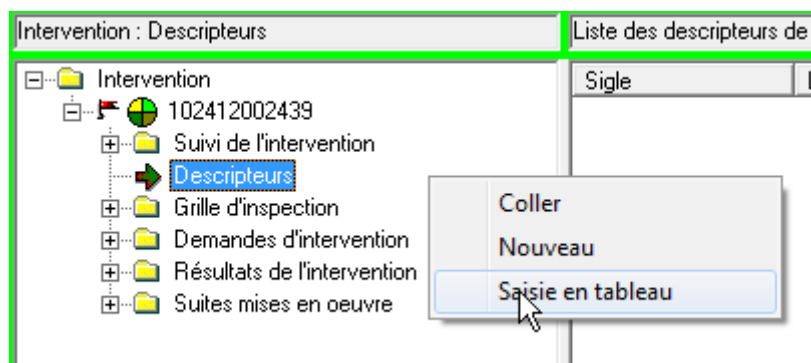 Intervention : Descripteurs
Liste des descripteurs de
Intervention
Sigle
102412002439
Suivi de l'intervention
Descripteurs
Grille d'inspection
Demandes d'intervention
Résultats de l'intervention
Suites mises en oeuvre
Coller
Nouveau
Saisie en tableau